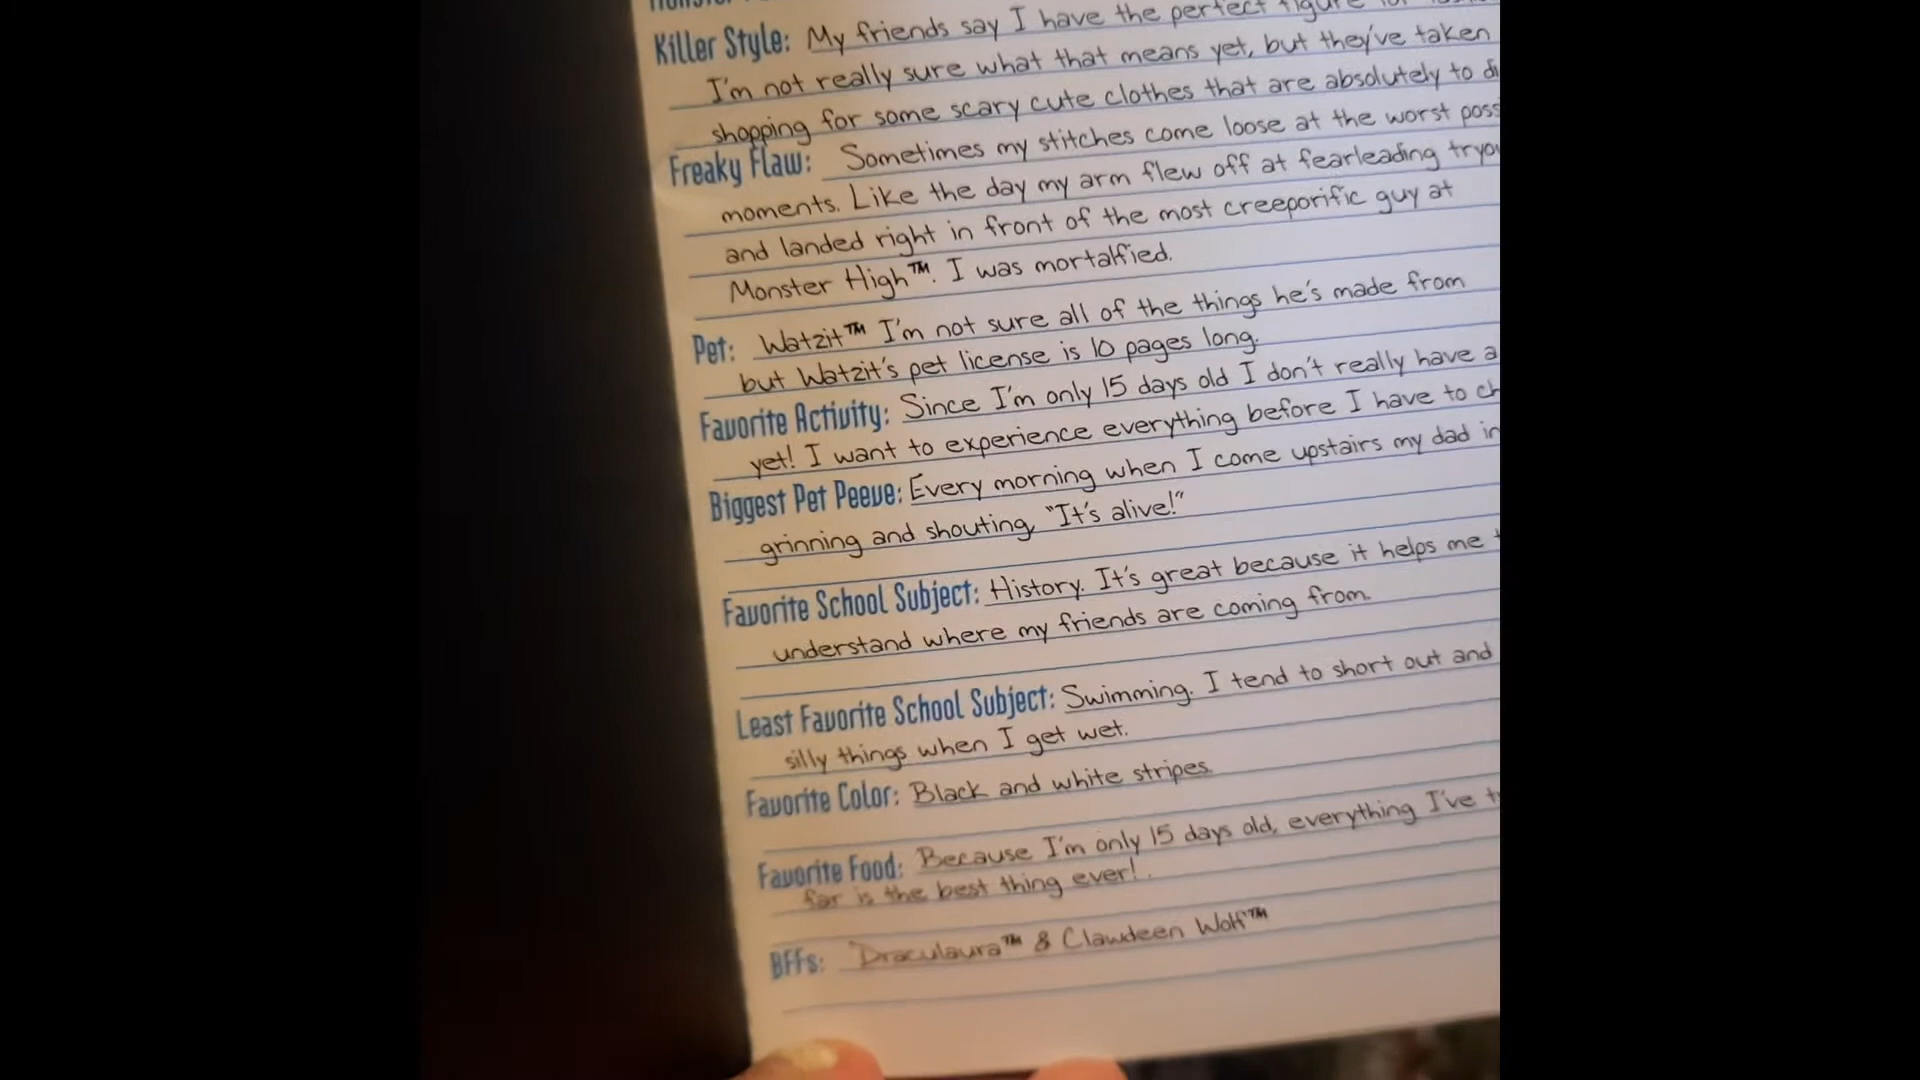 Killer Style: My friends say I have the perfect figure
I'm not really sure what that means yet, but they've taken
shopping for some scary cute clothes that are absolutely to
Freaky Flaw: Sometimes my stitches come loose at the worst
moments. Like the day my arm flew off at fearleading
and landed right in front of the most creeporific guy at
Monster High™. I was mortalfied.
Pet: Watzit™ I'm not sure all of the things he's made from
but Watzit's pet license is 10 pages long.
Favorite Activity: Since I'm only 15 days old I don't really have a
yet! I want to experience everything before I have to
Biggest Pet Peeve: Every morning when I come upstairs my dad
grinning and shouting, "It's alive!"
Favorite School Subject: History. It's great because it helps me
understand where my friends are coming from.
Least Favorite School Subject: Swimming. I tend to short out and
silly things when I get wet.
Favorite Color: Black and white stripes.
Favorite Food: Because I'm only 15 days old, everything I've
far is the best thing ever!
BFFs: Draculaura™ & Clawdeen Wolf™